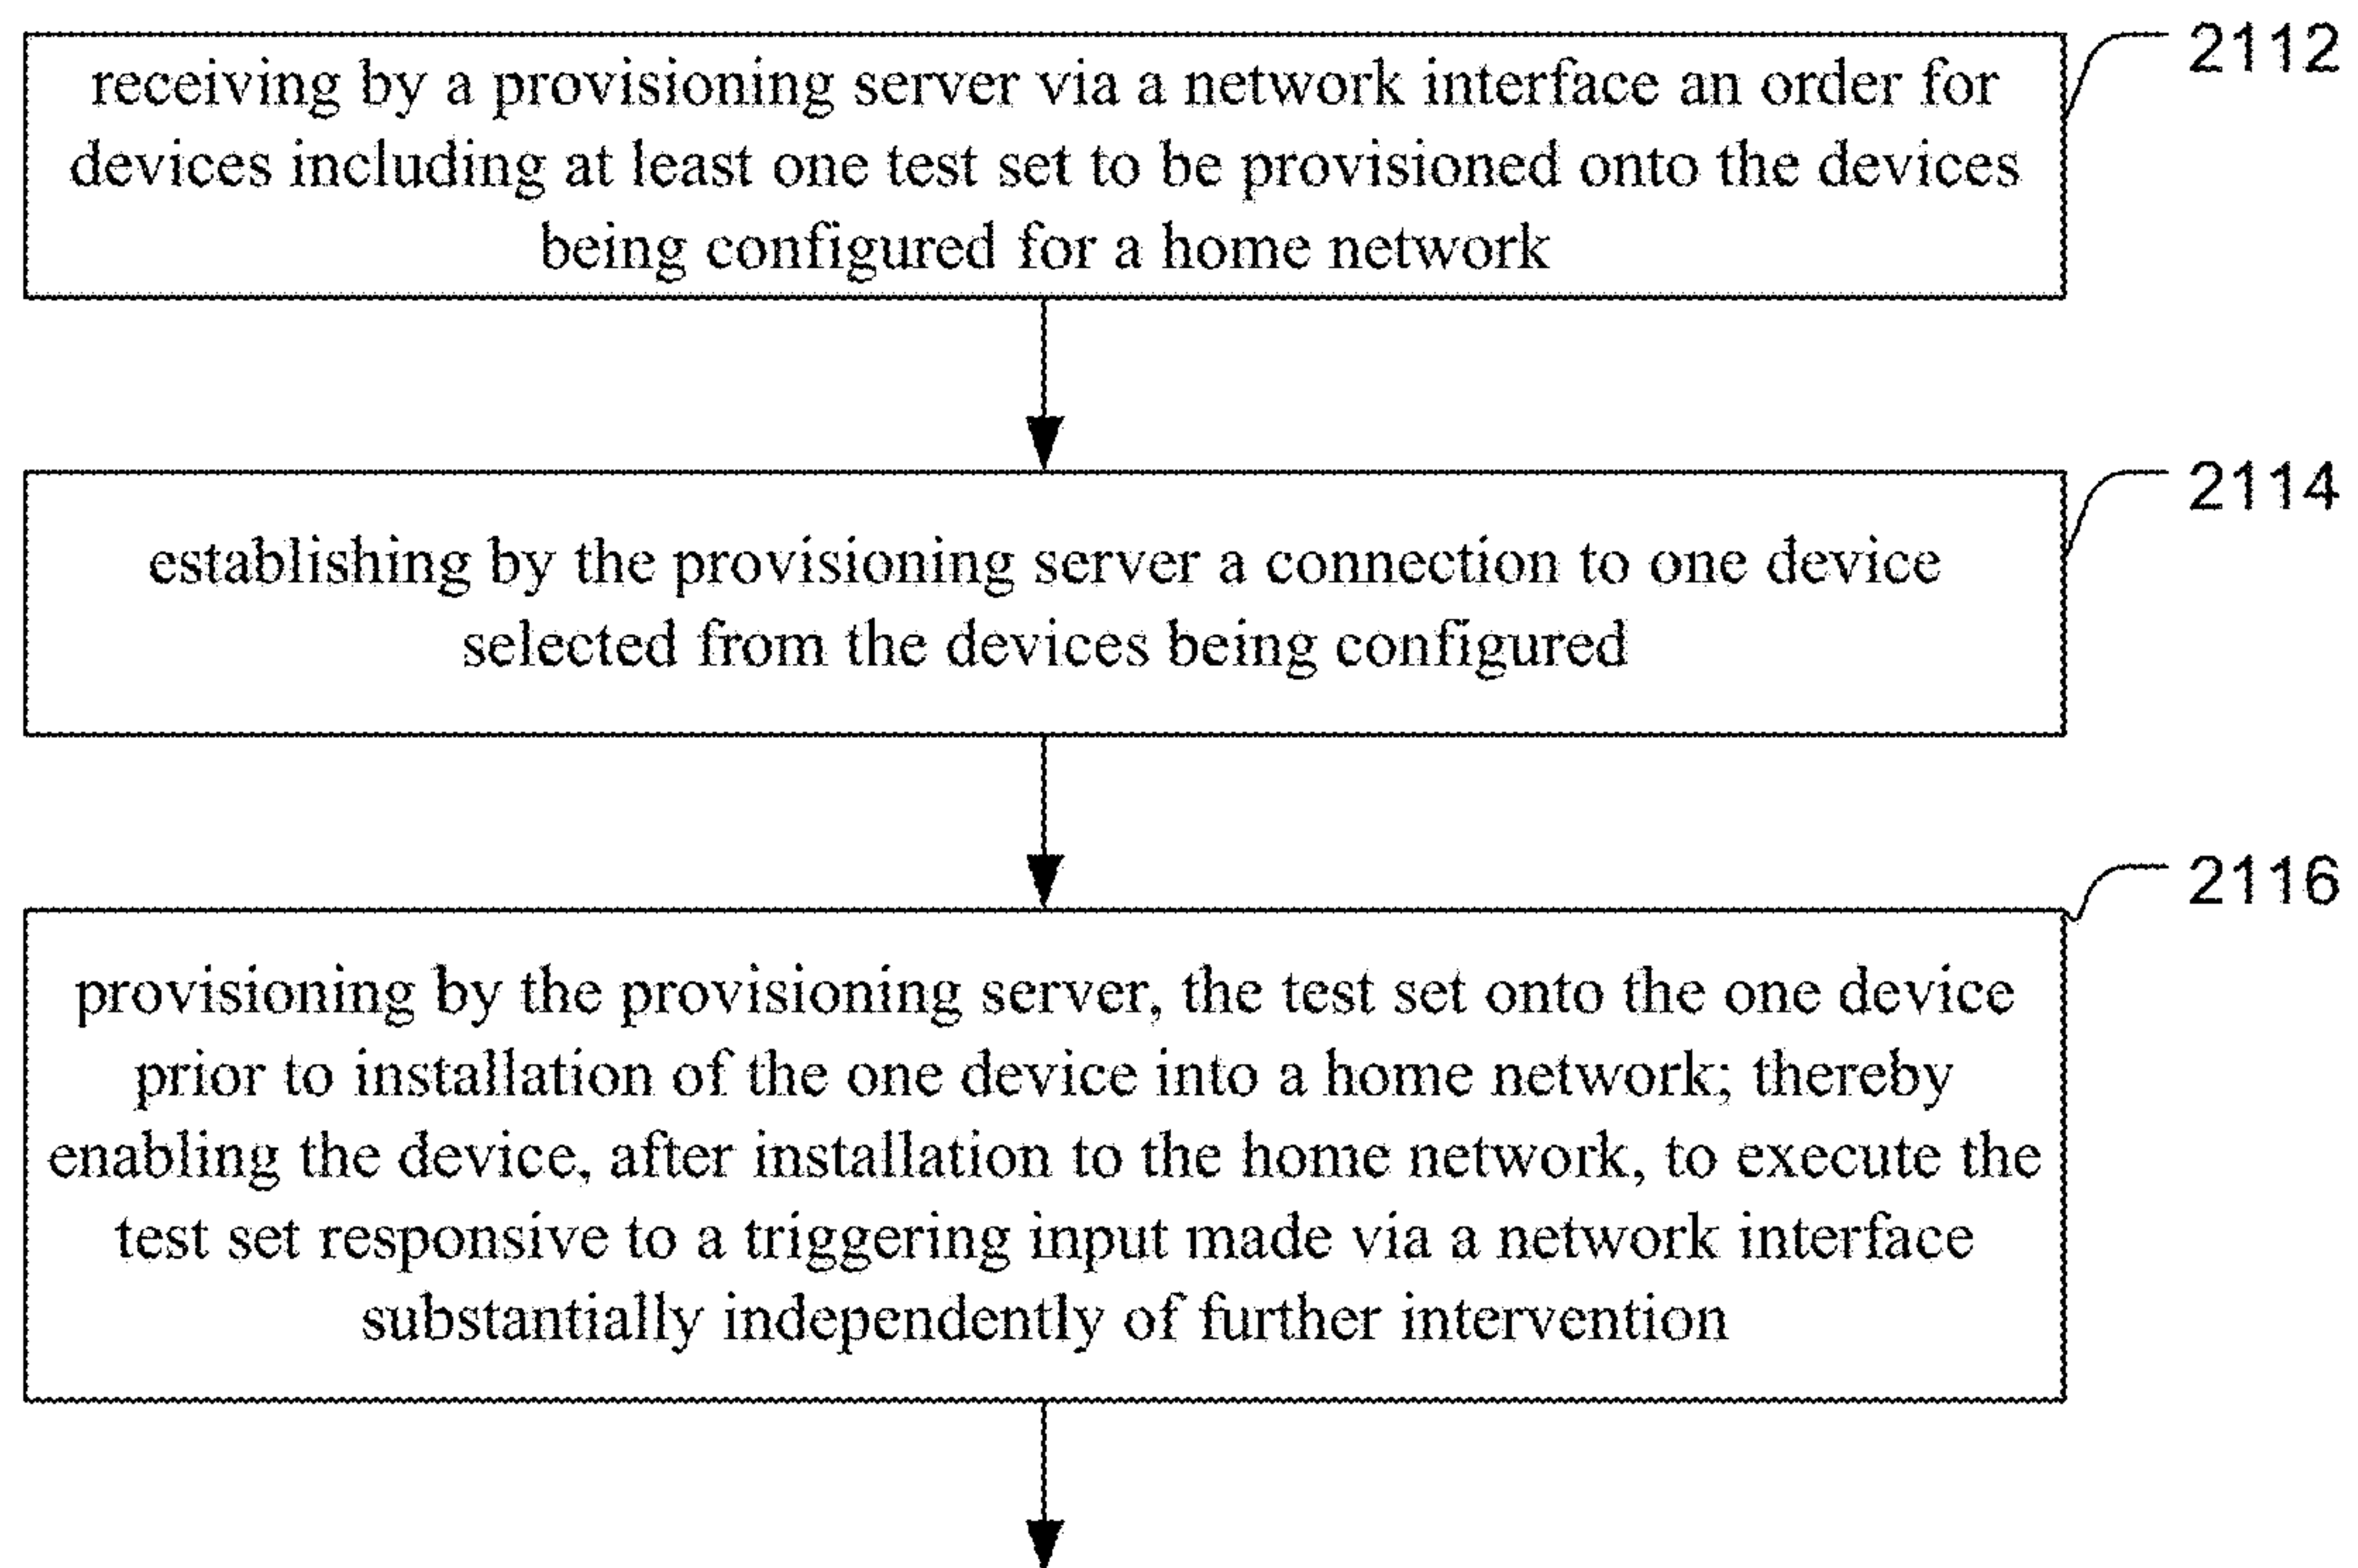 2112
receiving by a provisioning server via a network interface an order for
devices including at least one test set to be provisioned onto the devices
being configured for a home network
2114
establishing by the provisioning server a connection to one device
selected from the devices being configured
2116
provisioning by the provisioning server, the test set onto the one device
prior to installation of the one device into a home network; thereby
enabling the device, after installation to the home network, to execute the
test set responsive to a triggering input made via a network interface
substantially independently of further intervention